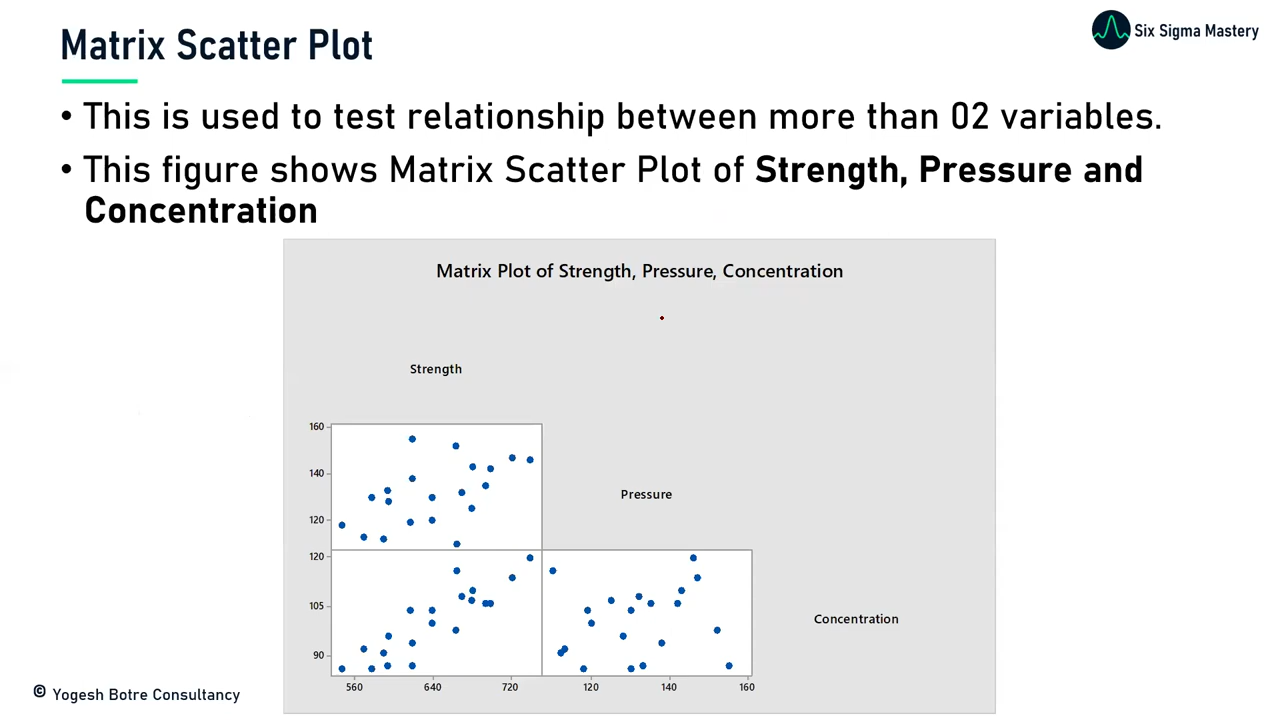 Matrix Scatter Plot
Six Sigma Mastery
• This is used to test relationship between more than 02 variables.
• This figure shows Matrix Scatter Plot of Strength, Pressure and
Concentration
Matrix Plot of Strength, Pressure, Concentration
Strength
160
140
120
Pressure
120
105
90
Concentration
560 640 720 120 140 160
© Yogesh Botre Consultancy